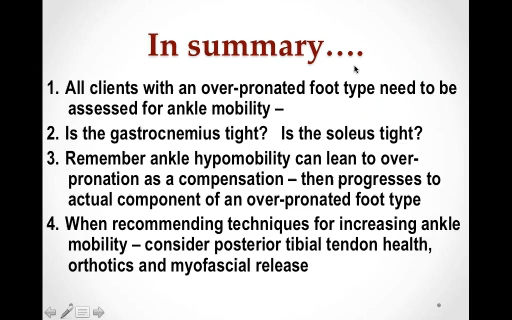 In summary….
1. All clients with an over-pronated foot type need to be
assessed for ankle mobility –
2. Is the gastrocnemius tight? Is the soleus tight?
3. Remember ankle hypomobility can lean to over-
pronation as a compensation – then progresses to
actual component of an over-pronated foot type
4. When recommending techniques for increasing ankle
mobility – consider posterior tibial tendon health,
orthotics and myofascial release